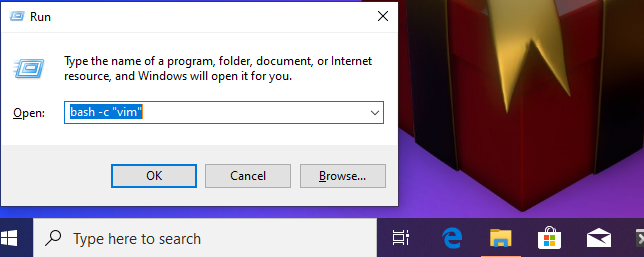 Run
Type the name of a program, folder, document, or Internet
resource, and Windows will open it for you.
Open: bash -c "vim"
OK Cancel Browse...
Type here to search